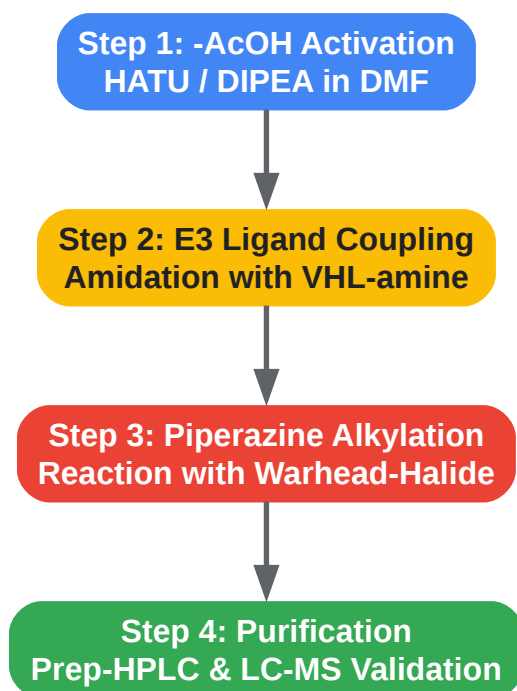 Step 1: -AcOH Activation
HATU / DIPEA in DMF
Step 2: E3 Ligand Coupling
Amidation with VHL-amine
Step 3: Piperazine Alkylation
Reaction with Warhead-Halide
Step 4: Purification
Prep-HPLC & LC-MS Validation